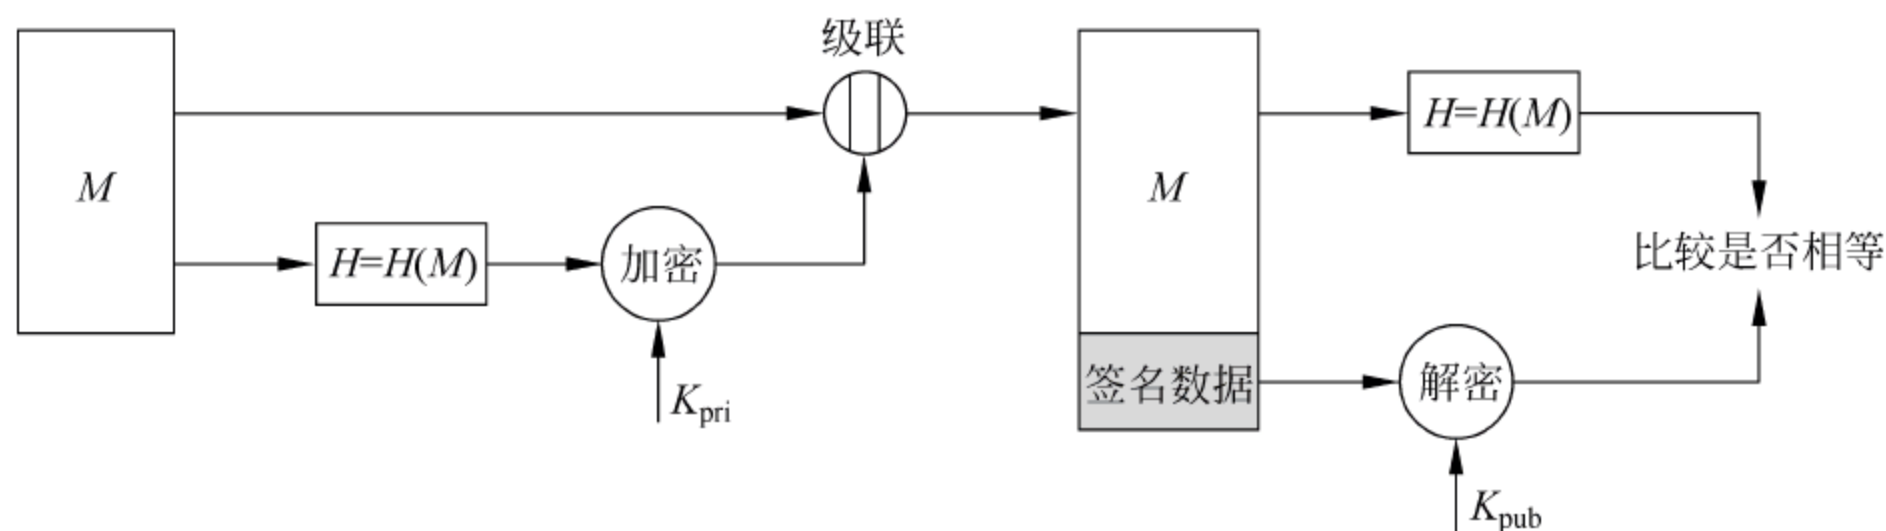 级联
M
H=H(M)
加密
K_pri
M
签名数据
H=H(M)
比较是否相等
解密
K_pub